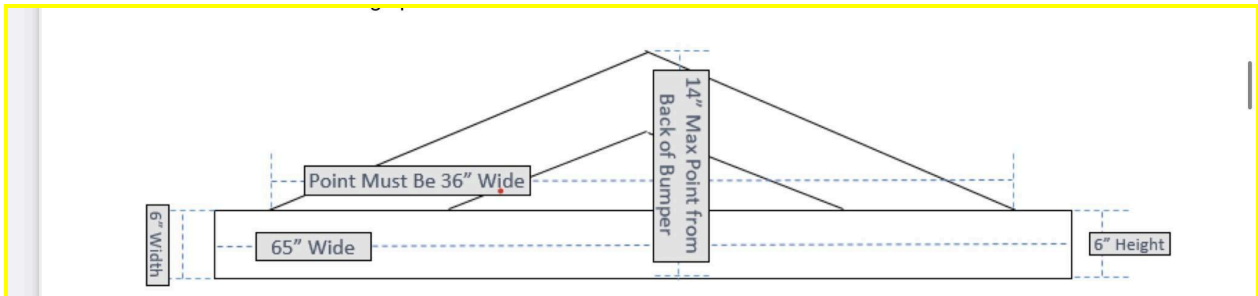 14” Max Point from
Back of Bumper
Point Must Be 36” Wide
6” Width
65” Wide
6” Height